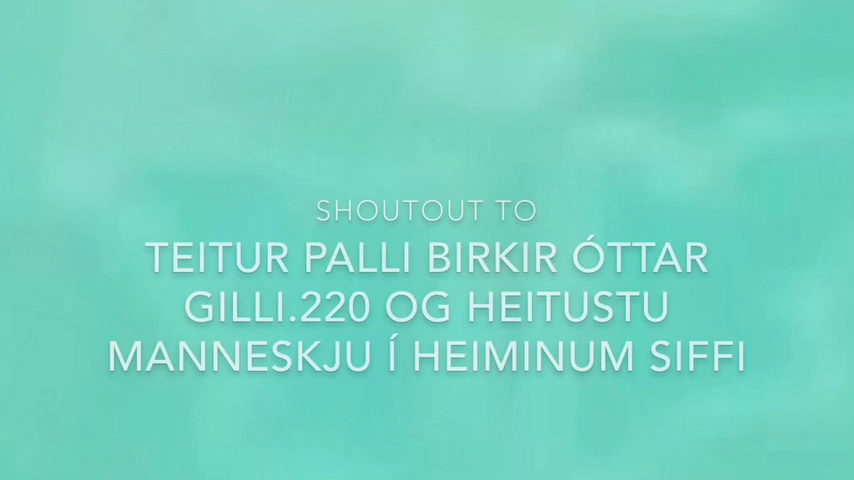 SHOUTOUT TO
TEITUR PALLI BIRKIR ÓTTAR
GILLI.220 OG HEITUSTU
MANNESKJU Í HEIMINUM SIFFI